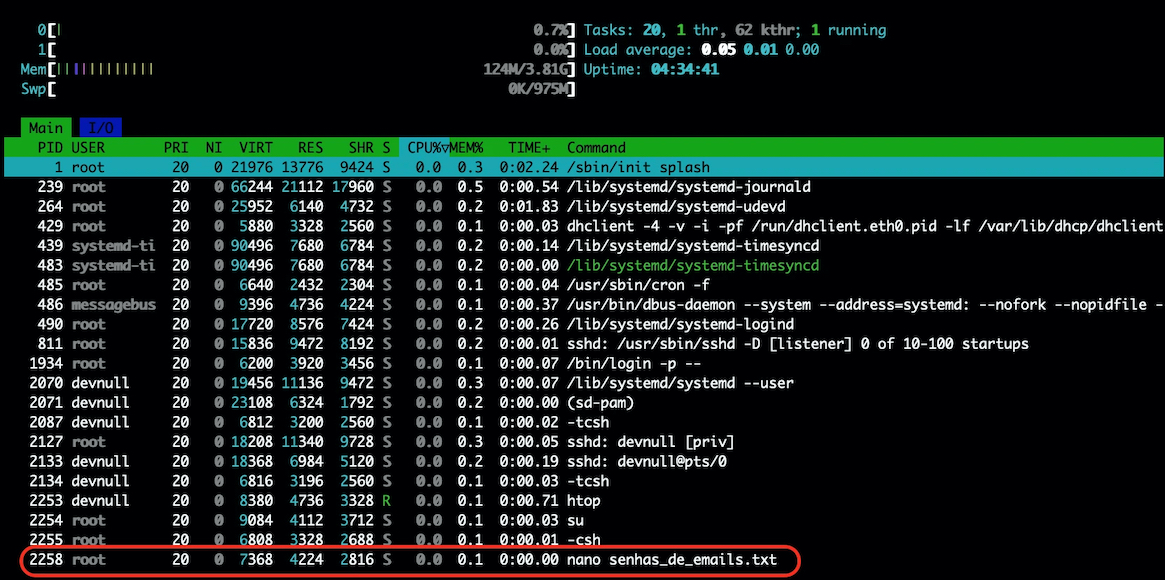 0[| 0.7%] Tasks: 20, 1 thr, 62 kthr; 1 running
1[ 0.0%] Load average: 0.05 0.01 0.00
Mem[||||||||||||| 124M/3.81G] Uptime: 04:34:41
Swp[ 0K/975M]
Main I/O
PID USER PRI NI VIRT RES SHR S CPU%▽MEM% TIME+ Command
1 root 20 0 21976 13776 9424 S 0.0 0.3 0:02.24 /sbin/init splash
239 root 20 0 66244 21112 17960 S 0.0 0.5 0:00.54 /lib/systemd/systemd-journald
264 root 20 0 25952 6140 4732 S 0.0 0.2 0:01.83 /lib/systemd/systemd-udevd
429 root 20 0 5880 3328 2560 S 0.0 0.1 0:00.03 dhclient -4 -v -i -pf /run/dhclient.eth0.pid -lf /var/lib/dhcp/dhclient
439 systemd-ti 20 0 90496 7680 6784 S 0.0 0.2 0:00.14 /lib/systemd/systemd-timesyncd
483 systemd-ti 20 0 90496 7680 6784 S 0.0 0.2 0:00.00 /lib/systemd/systemd-timesyncd
485 root 20 0 6640 2432 2304 S 0.0 0.1 0:00.04 /usr/sbin/cron -f
486 messagebus 20 0 9396 4736 4224 S 0.0 0.1 0:00.37 /usr/bin/dbus-daemon --system --address=systemd: --nofork --nopidfile -
490 root 20 0 17720 8576 7424 S 0.0 0.2 0:00.26 /lib/systemd/systemd-logind
811 root 20 0 15836 9472 8192 S 0.0 0.2 0:00.01 sshd: /usr/sbin/sshd -D [listener] 0 of 10-100 startups
1934 root 20 0 6200 3920 3456 S 0.0 0.1 0:00.07 /bin/login -p --
2070 devnull 20 0 19456 11136 9472 S 0.0 0.3 0:00.07 /lib/systemd/systemd --user
2071 devnull 20 0 23108 6324 1792 S 0.0 0.2 0:00.00 (sd-pam)
2087 devnull 20 0 6812 3200 2560 S 0.0 0.1 0:00.02 -tcsh
2127 root 20 0 18208 11340 9728 S 0.0 0.3 0:00.05 sshd: devnull [priv]
2133 devnull 20 0 18368 6984 5120 S 0.0 0.2 0:00.19 sshd: devnull@pts/0
2134 devnull 20 0 6816 3196 2560 S 0.0 0.1 0:00.03 -tcsh
2253 devnull 20 0 8380 4736 3328 R 0.0 0.1 0:00.71 htop
2254 root 20 0 9084 4112 3712 S 0.0 0.1 0:00.03 su
2255 root 20 0 6808 3328 2688 S 0.0 0.1 0:00.01 -csh
2258 root 20 0 7368 4224 2816 S 0.0 0.1 0:00.00 nano senhas_de_emails.txt